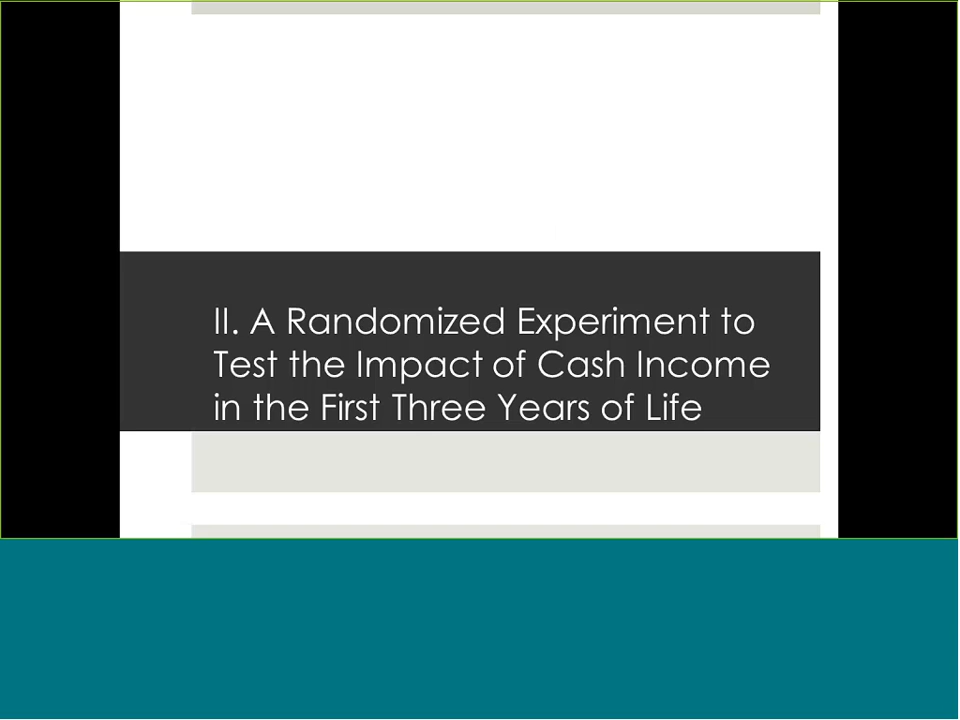 II. A Randomized Experiment to
Test the Impact of Cash Income
in the First Three Years of Life